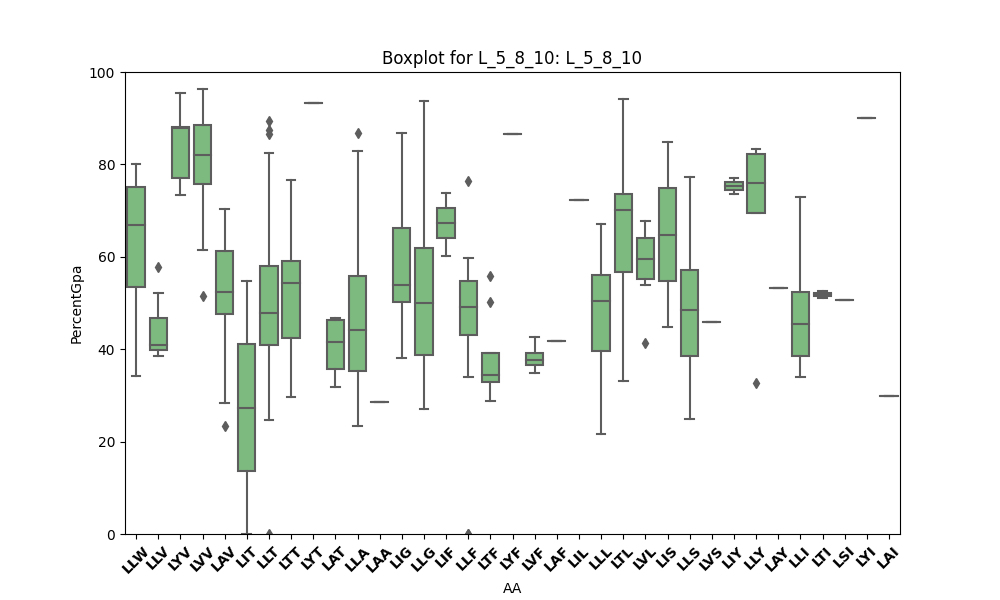 Boxplot for L_5_8_10: L_5_8_10
PercentGpa
100
80
60
40
20
0
LLW LLV LYV LVV LAV LIT LLT LTT LYT LAT LLA LAA LIG LLG LIF LLF LTF LYF LVF LAF LIL LLL LTL LVL LIS LLS LVS LIY LLY LAY LLI LTI LSI LYI LAI
AA